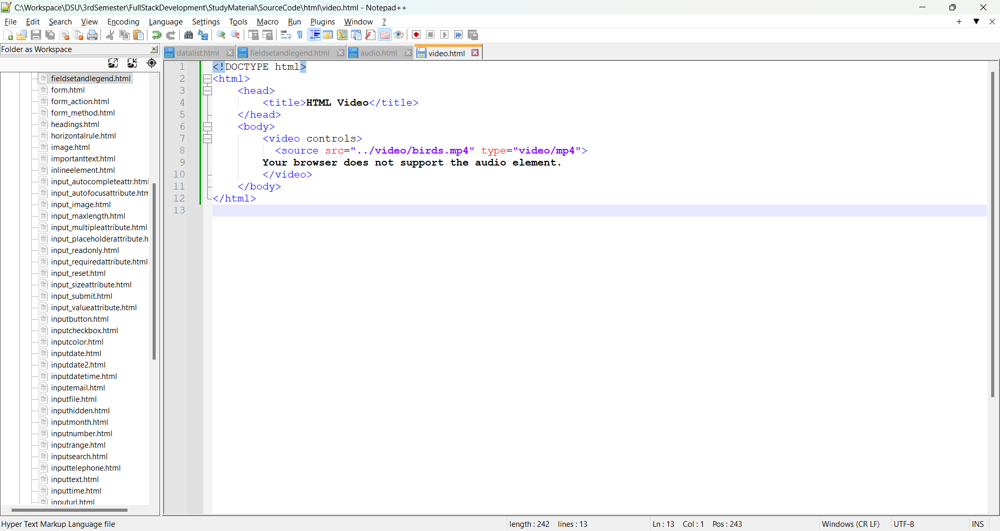 C:\Workspace\DSU\3rdSemester\FullStackDevelopment\StudyMaterial\SourceCode\html\video.html - Notepad++
File Edit Search View Encoding Language Settings Tools Macro Run Plugins Window ?
Folder as Workspace
datalist.html fieldsetandlegend.html audio.html video.html
fieldsetandlegend.html
form.html
form_action.html
form_method.html
headings.html
horizontalrule.html
image.html
importanttext.html
inlineelement.html
input_autocompleteattr.html
input_autofocusattribute.htm
input_image.html
input_maxlength.html
input_multipleattribute.html
input_placeholderattribute.h
input_readonly.html
input_requiredattribute.html
input_reset.html
input_sizeattribute.html
input_submit.html
input_valueattribute.html
inputbutton.html
inputcheckbox.html
inputcolor.html
inputdate.html
inputdate2.html
inputdatetime.html
inputemail.html
inputfile.html
inputhidden.html
inputmonth.html
inputnumber.html
inputrange.html
inputsearch.html
inputtelephone.html
inputtext.html
inputtime.html
inputurl.html
1 <!DOCTYPE html>
2 <html>
3 <head>
4 <title>HTML Video</title>
5 </head>
6 <body>
7 <video controls>
8 <source src="../video/birds.mp4" type="video/mp4">
9 Your browser does not support the audio element.
10 </video>
11 </body>
12 </html>
13
Hyper Text Markup Language file length : 242 lines : 13 Ln : 13 Col : 1 Pos : 243 Windows (CR LF) UTF-8 INS